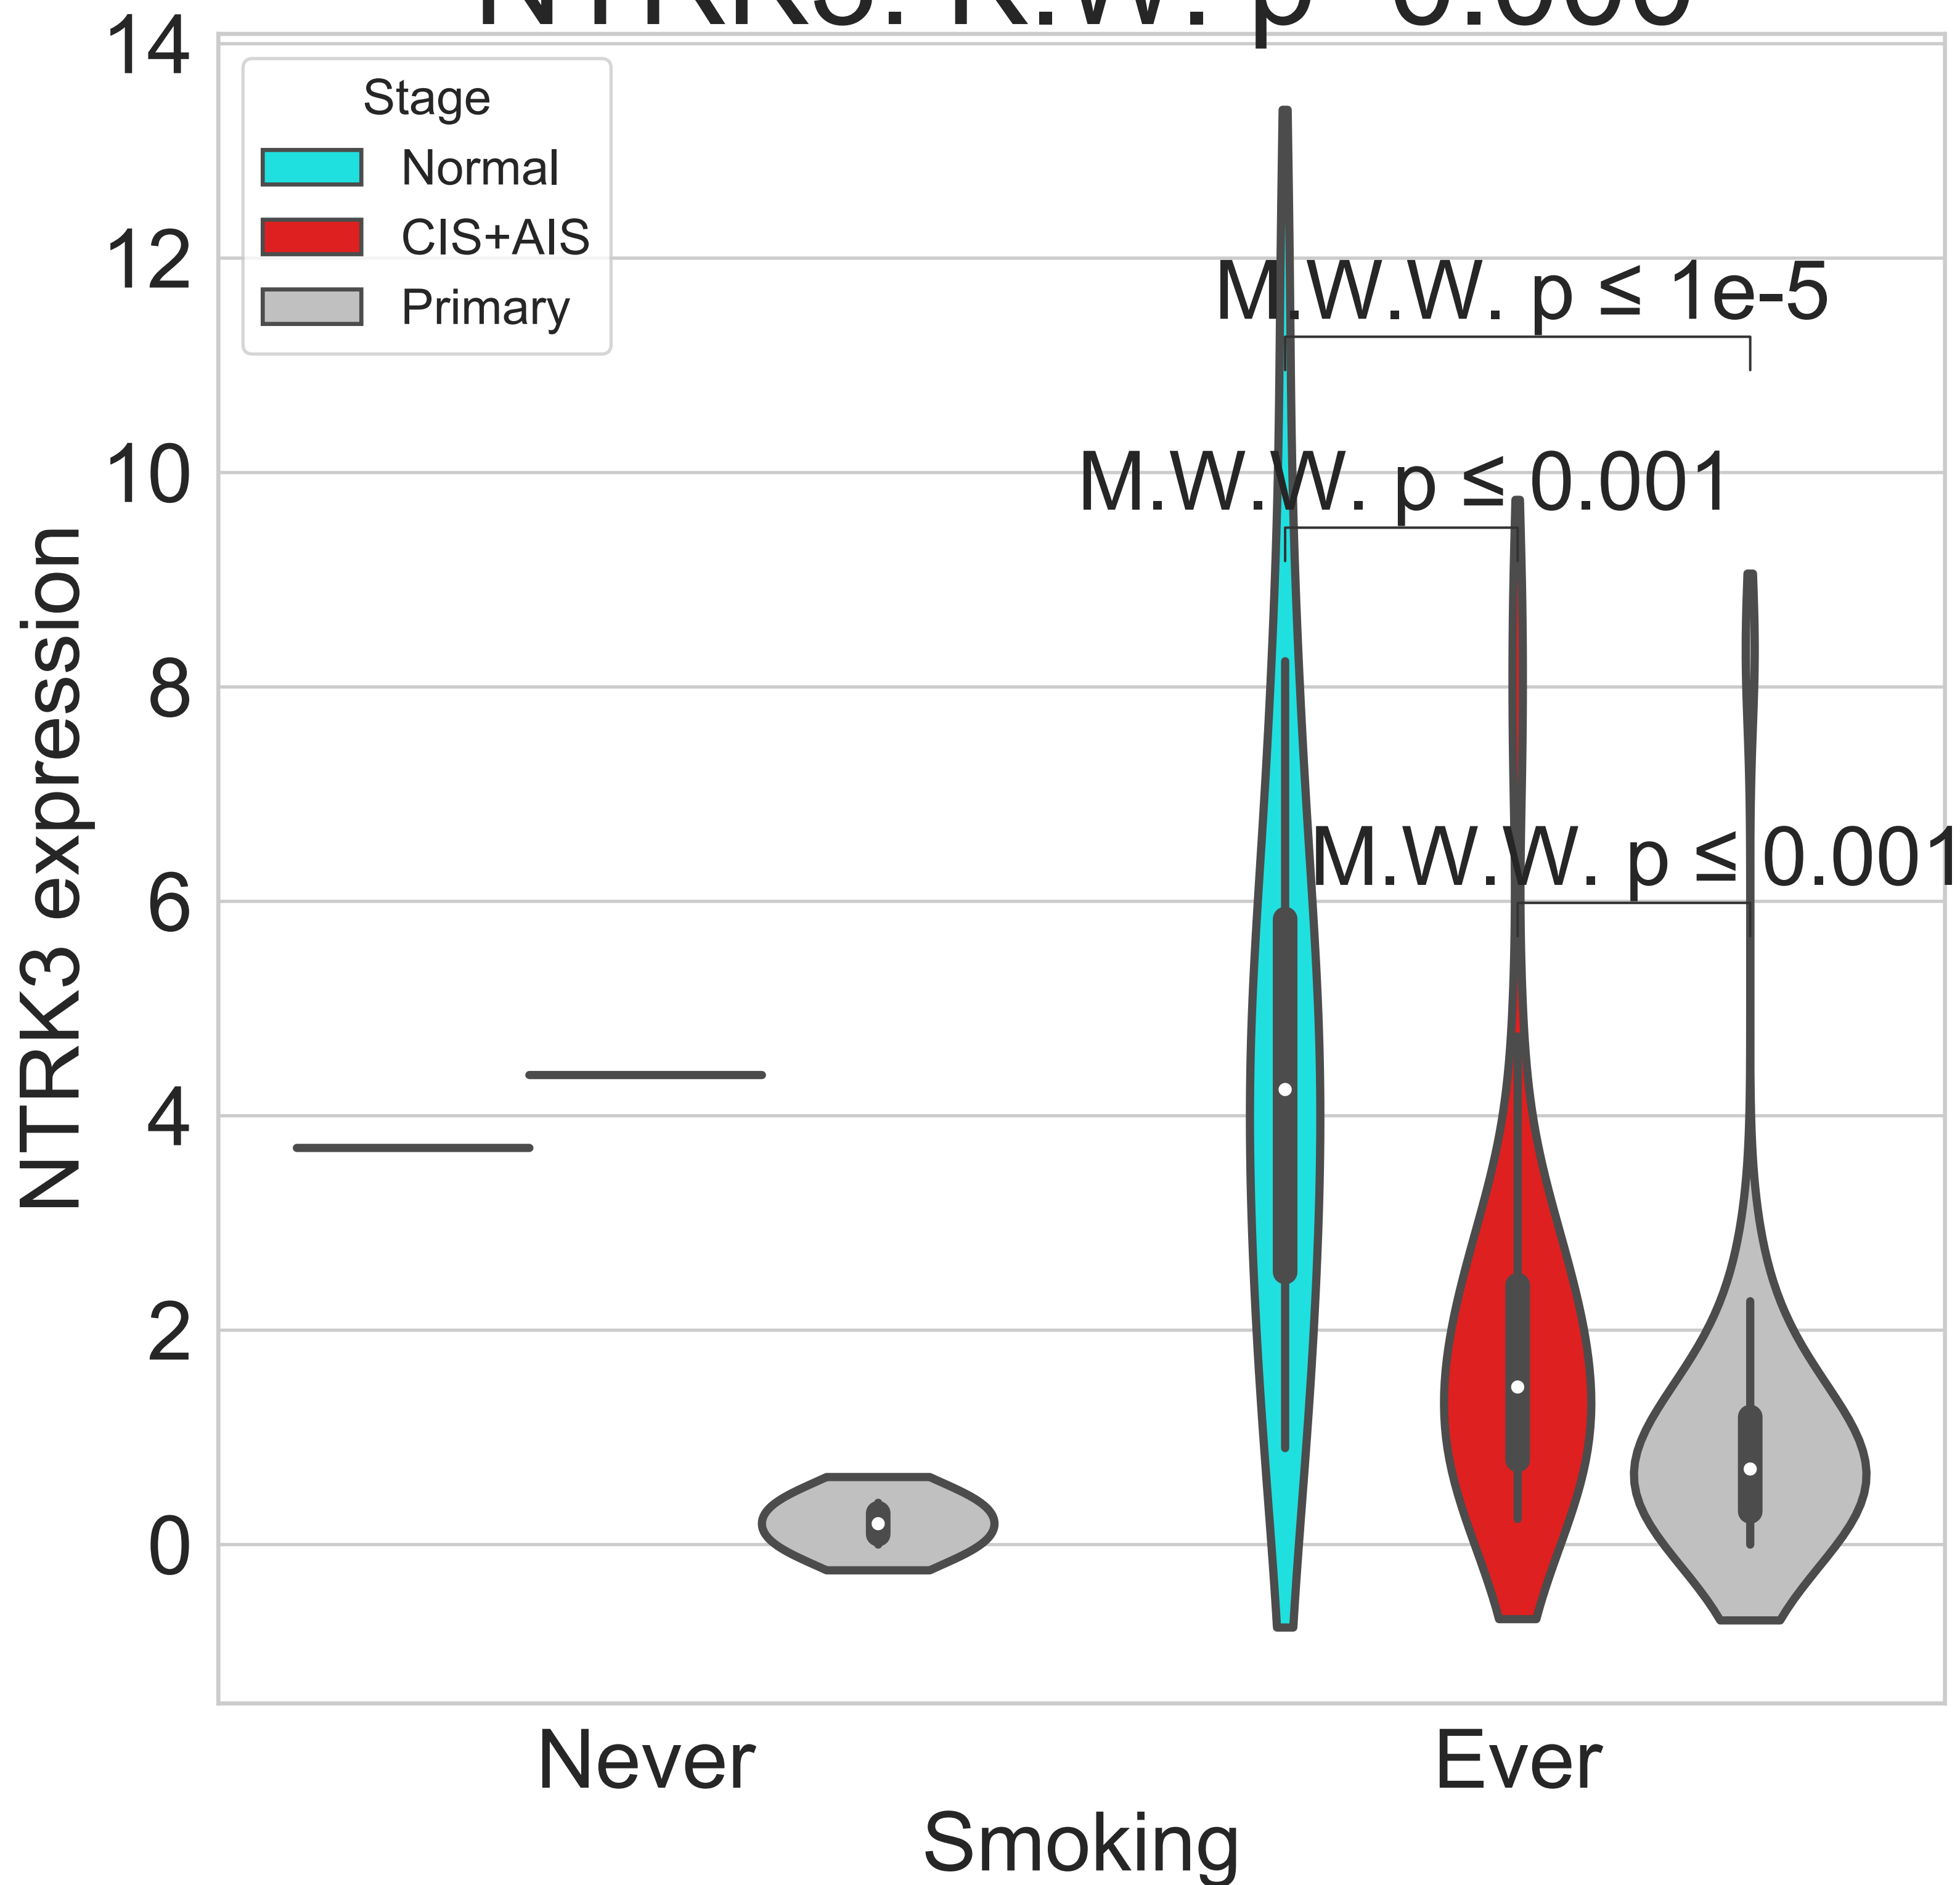 NTRK3: K.W. p
14
12
10
8
6
4
2
0
NTRK3 expression
Stage
Normal
CIS+AIS
Primary
M.W.W. p ≤ 1e-5
M.W.W. p ≤ 0.001
M.W.W. p ≤ 0.001
Never
Ever
Smoking